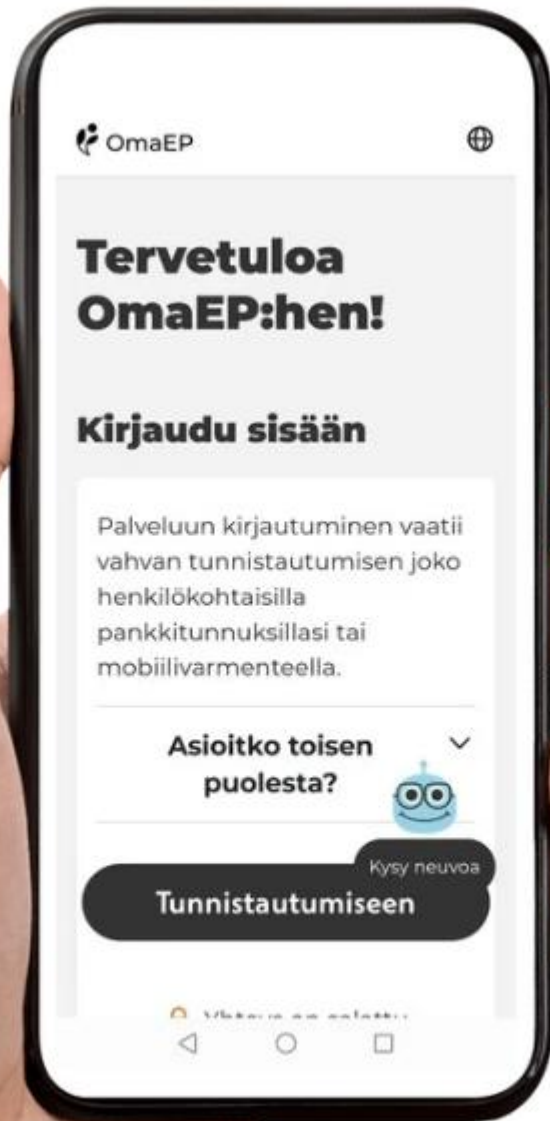 OmaEP
Tervetuloa
OmaEP:hen!
Kirjaudu sisään
Palveluun kirjautuminen vaatii
vahvan tunnistautumisen joko
henkilökohtaisilla
pankkitunnuksillasi tai
mobiilivarmenteella.
Asioitko toisen
puolesta?
Kysy neuvoa
Tunnistautumiseen